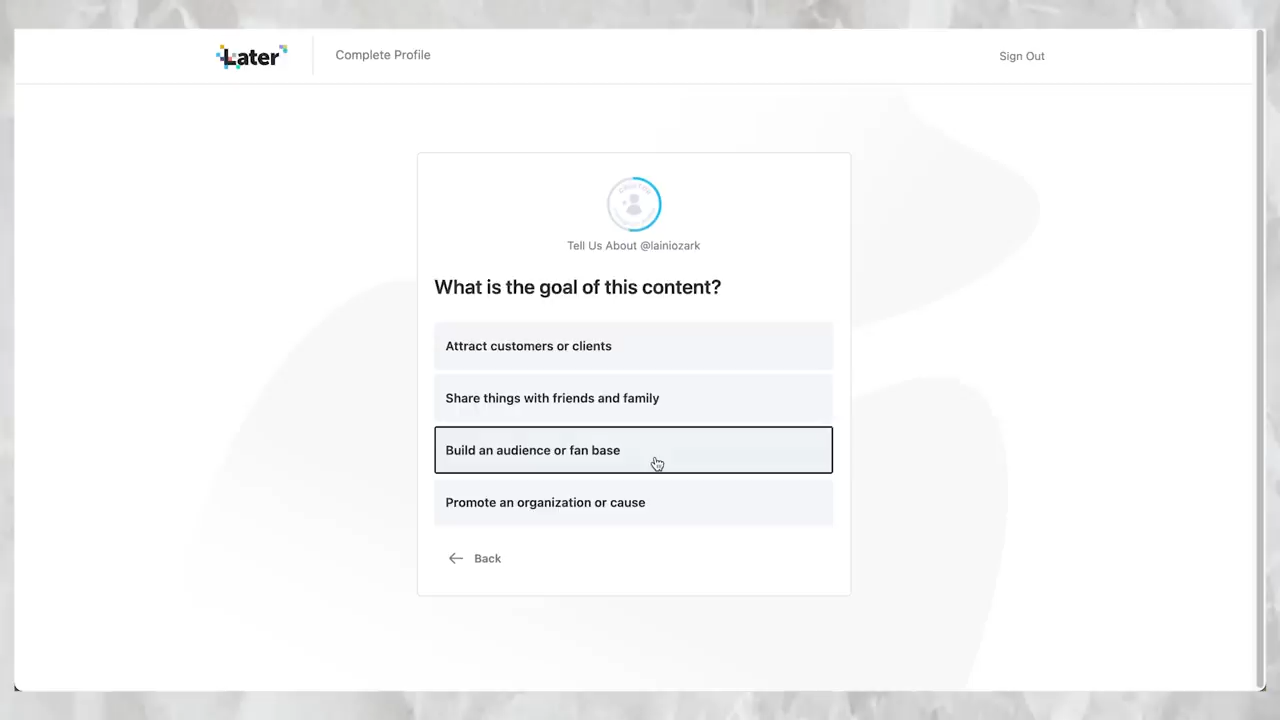 Later
Complete Profile
Sign Out
Tell Us About @lainiozark
What is the goal of this content?
Attract customers or clients
Share things with friends and family
Build an audience or fan base
Promote an organization or cause
← Back